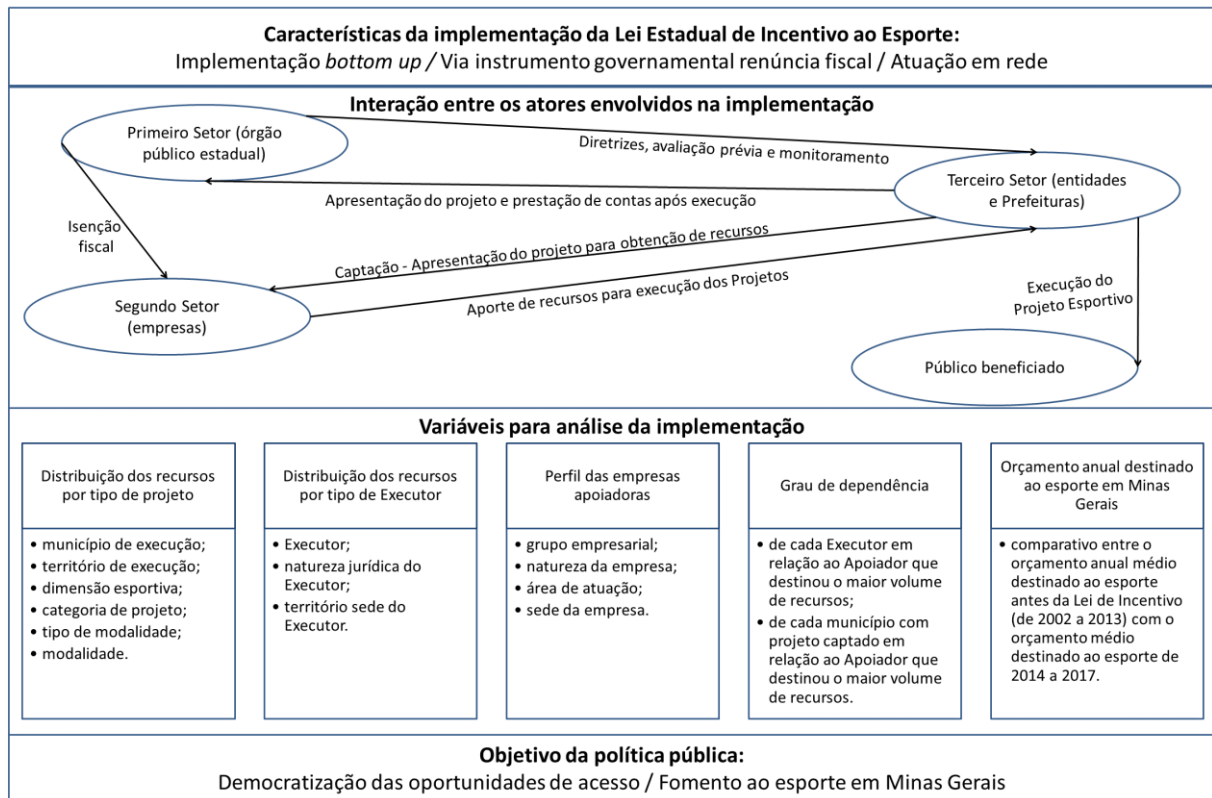 Características da implementação da Lei Estadual de Incentivo ao Esporte:
Implementação bottom up / Via instrumento governamental renúncia fiscal / Atuação em rede
Interação entre os atores envolvidos na implementação
Primeiro Setor (órgão
público estadual)
Diretrizes, avaliação prévia e monitoramento
Terceiro Setor (entidades
e Prefeituras)
Apresentação do projeto e prestação de contas após execução
Isenção
fiscal
Captação - Apresentação do projeto para obtenção de recursos
Aporte de recursos para execução dos Projetos
Segundo Setor
(empresas)
Execução do
Projeto Esportivo
Público beneficiado
Variáveis para análise da implementação
Distribuição dos recursos
por tipo de projeto
• município de execução;
• território de execução;
• dimensão esportiva;
• categoria de projeto;
• tipo de modalidade;
• modalidade.
Distribuição dos recursos
por tipo de Executor
• Executor;
• natureza jurídica do
Executor;
• território sede do
Executor.
Perfil das empresas
apoiadoras
• grupo empresarial;
• natureza da empresa;
• área de atuação;
• sede da empresa.
Grau de dependência
• de cada Executor em
relação ao Apoiador que
destinou o maior volume
de recursos;
• de cada município com
projeto captado em
relação ao Apoiador que
destinou o maior volume
de recursos.
Orçamento anual destinado
ao esporte em Minas
Gerais
• comparativo entre o
orçamento anual médio
destinado ao esporte
antes da Lei de Incentivo
(de 2002 a 2013) com o
orçamento médio
destinado ao esporte de
2014 a 2017.
Objetivo da política pública:
Democratização das oportunidades de acesso / Fomento ao esporte em Minas Gerais